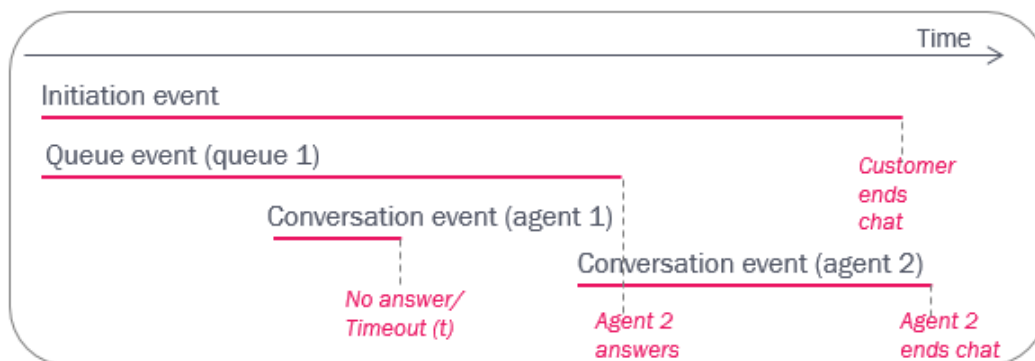 Time
Initiation event
Queue event (queue 1)
Customer
ends
chat
Conversation event (agent 1)
Conversation event (agent 2)
No answer/
Timeout (t)
Agent 2
answers
Agent 2
ends chat